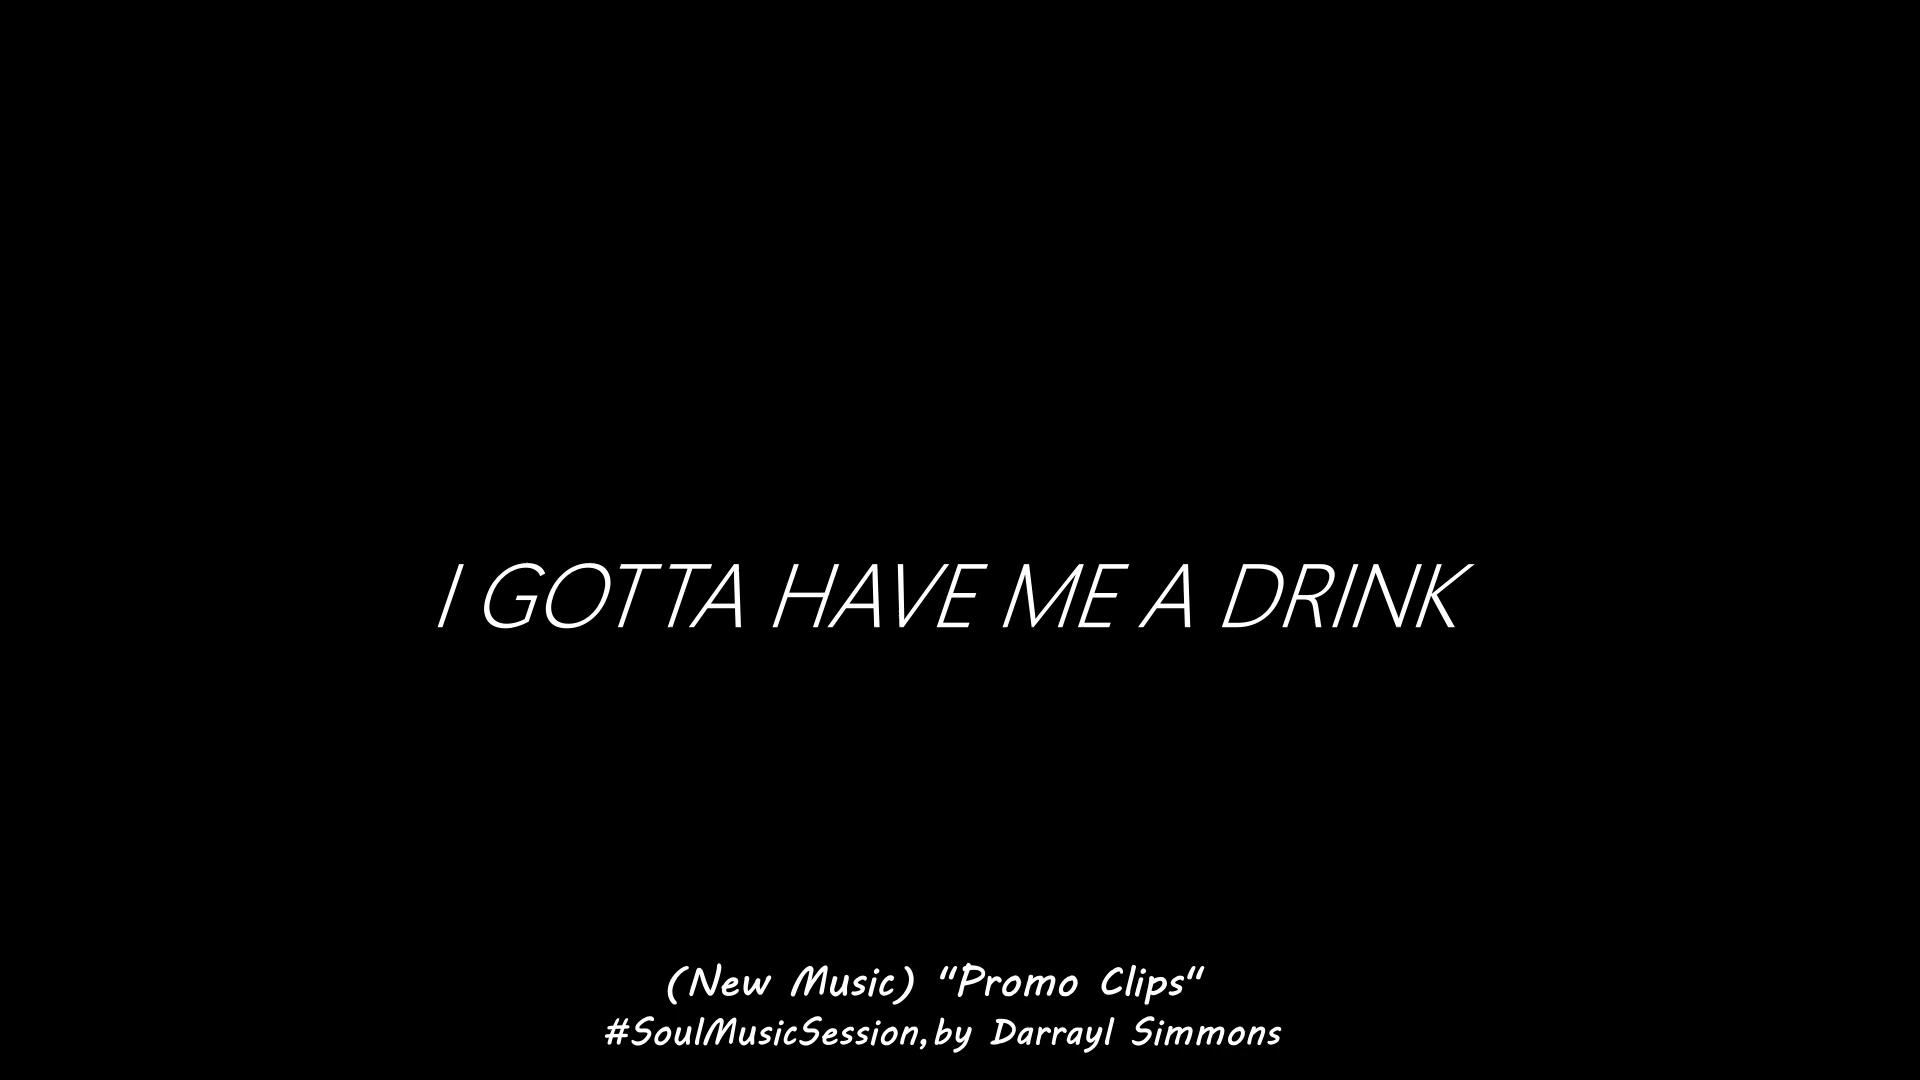 I GOTTA HAVE ME A DRINK
(New Music) "Promo Clips"
#SoulMusicSession,by Darrayl Simmons